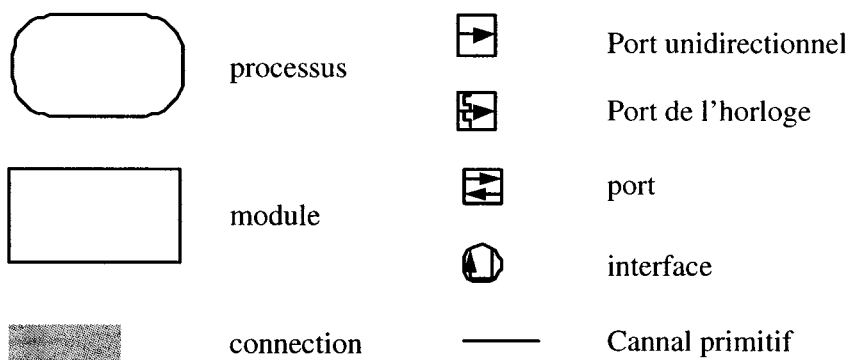 processus
module
connection
Port unidirectionnel
Port de l'horloge
port
interface
Cannal primitif